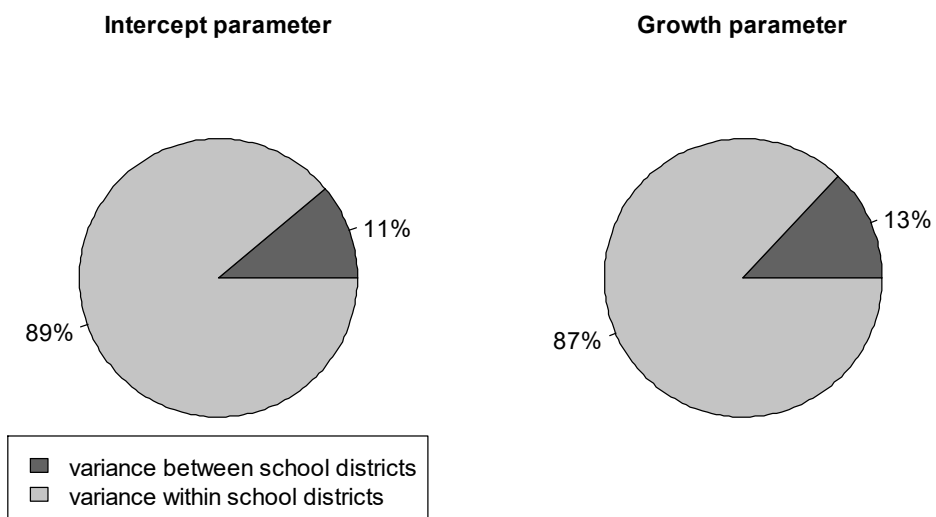 Intercept parameter
Growth parameter
11%
89%
13%
87%
variance between school districts
variance within school districts